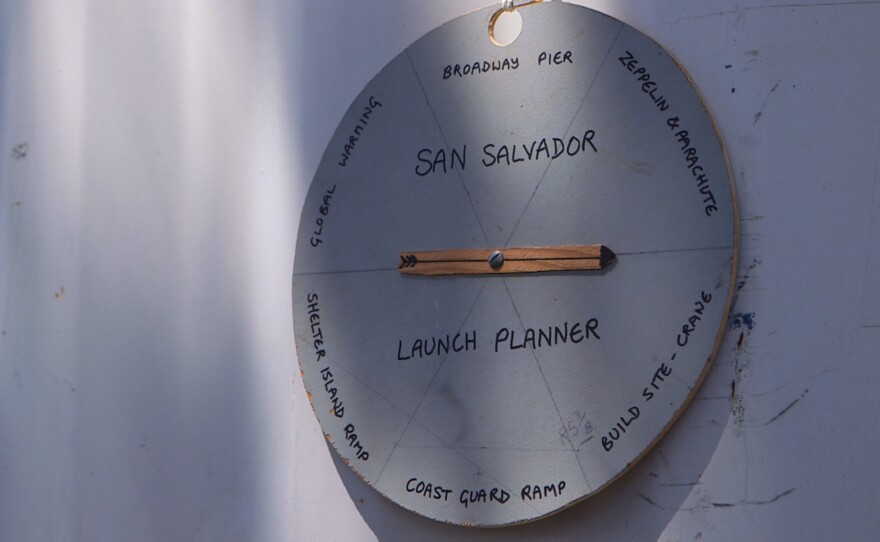 BROADWAY PIER
ZEPPELIN & PARACHUTE
GLOBAL WARMING
SAN SALVADOR
LAUNCH PLANNER
SHELTER ISLAND RAMP
BUILD SITE - CRANE
COAST GUARD RAMP